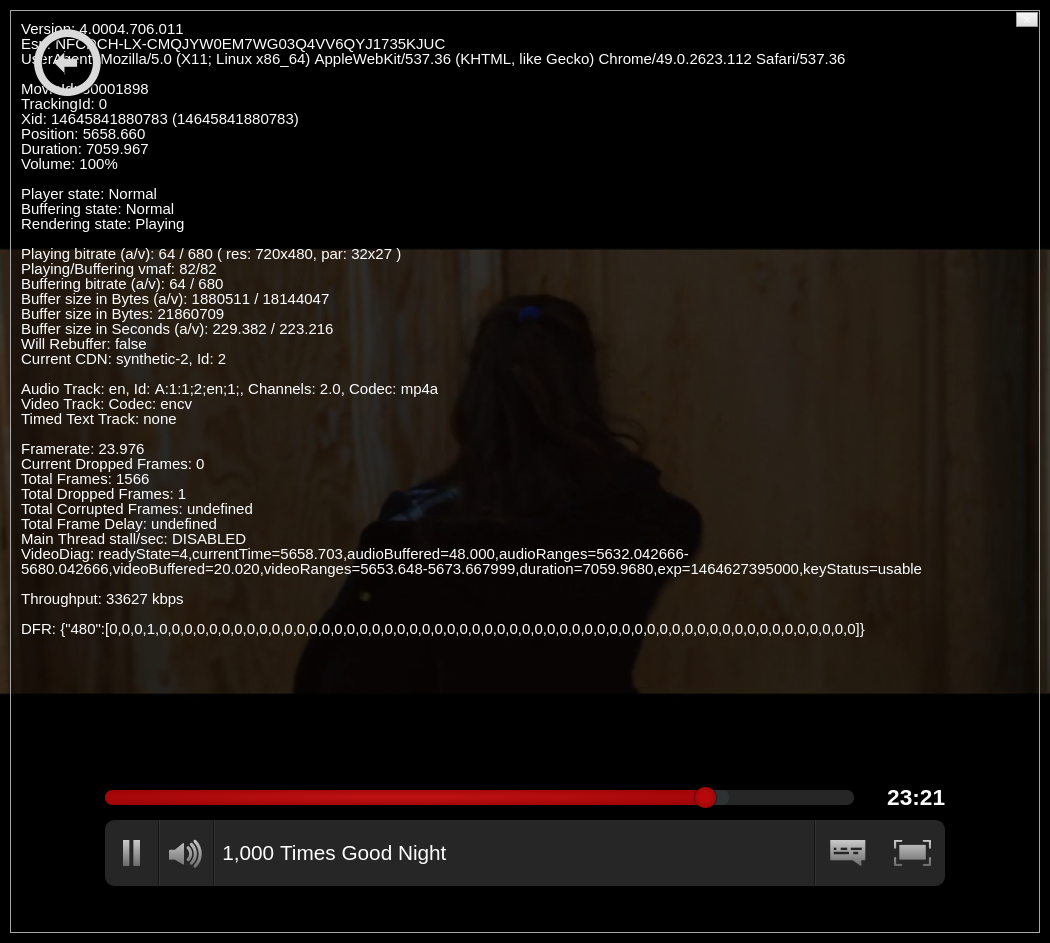 Version: 4.0004.706.011
Esn: NFCDCH-LX-CMQJYW0EM7WG03Q4VV6QYJ1735KJUC
UserAgent: Mozilla/5.0 (X11; Linux x86_64) AppleWebKit/537.36 (KHTML, like Gecko) Chrome/49.0.2623.112 Safari/537.36
TrackingId: 0
Xid: 14645841880783 (14645841880783)
Position: 5658.660
Duration: 7059.967
Volume: 100%
Player state: Normal
Buffering state: Normal
Rendering state: Playing
Playing bitrate (a/v): 64 / 680 ( res: 720x480, par: 32x27 )
Playing/Buffering vmaf: 82/82
Buffering bitrate (a/v): 64 / 680
Buffer size in Bytes (a/v): 1880511 / 18144047
Buffer size in Bytes: 21860709
Buffer size in Seconds (a/v): 229.382 / 223.216
Will Rebuffer: false
Current CDN: synthetic-2, Id: 2
Audio Track: en, Id: A:1:1;2;en;1;, Channels: 2.0, Codec: mp4a
Video Track: Codec: encv
Timed Text Track: none
Framerate: 23.976
Current Dropped Frames: 0
Total Frames: 1566
Total Dropped Frames: 1
Total Corrupted Frames: undefined
Total Frame Delay: undefined
Main Thread stall/sec: DISABLED
VideoDiag: readyState=4,currentTime=5658.703,audioBuffered=48.000,audioRanges=5632.042666-
5680.042666,videoBuffered=20.020,videoRanges=5653.648-5673.667999,duration=7059.9680,exp=1464627395000,keyStatus=usable
Throughput: 33627 kbps
DFR: {"480":[0,0,0,1,0,0,0,0,0,0,0,0,0,0,0,0,0,0,0,0,0,0,0,0,0,0,0,0,0,0,0,0,0,0,0,0,0,0,0,0,0,0,0,0,0,0,0,0,0,0,0,0,0,0,0,0,0,0,0,0]}
23:21
1,000 Times Good Night